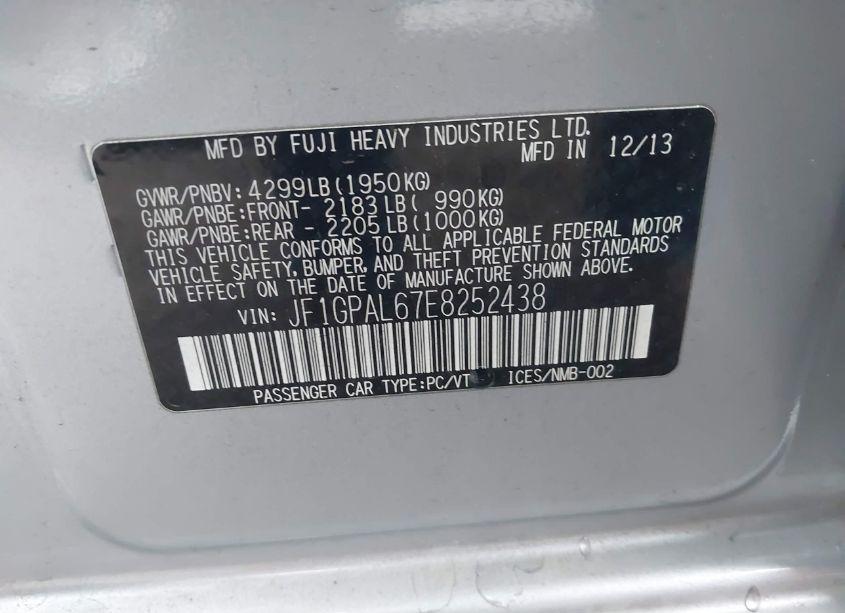 MFD BY FUJI HEAVY INDUSTRIES LTD.
MFD IN 12/13
GVWR/PNBV: 4299LB(1950KG)
GAWR/PNBE:FRONT- 2183LB( 990KG)
GAWR/PNBE:REAR - 2205LB(1000KG)
THIS VEHICLE CONFORMS TO ALL APPLICABLE FEDERAL MOTOR
VEHICLE SAFETY, BUMPER, AND THEFT PREVENTION STANDARDS
IN EFFECT ON THE DATE OF MANUFACTURE SHOWN ABOVE.
VIN: JF1GPAL67E8252438
PASSENGER CAR TYPE:PC/VT ICES/NMB-002